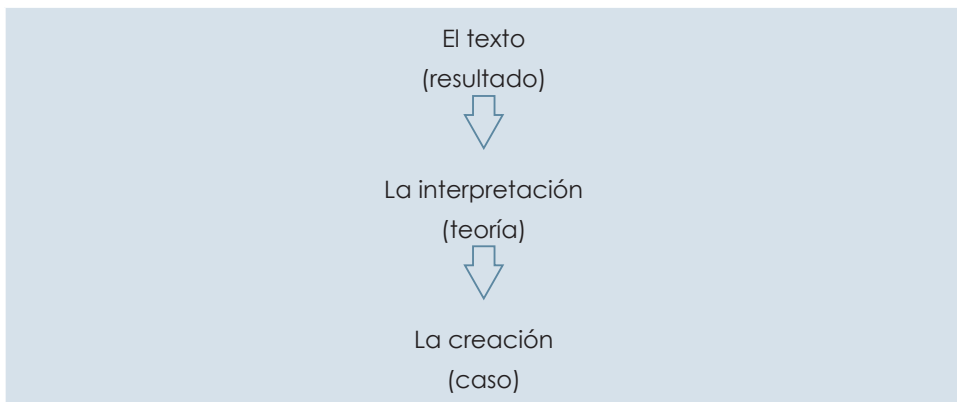 El texto
(resultado)
La interpretación
(teoría)
La creación
(caso)